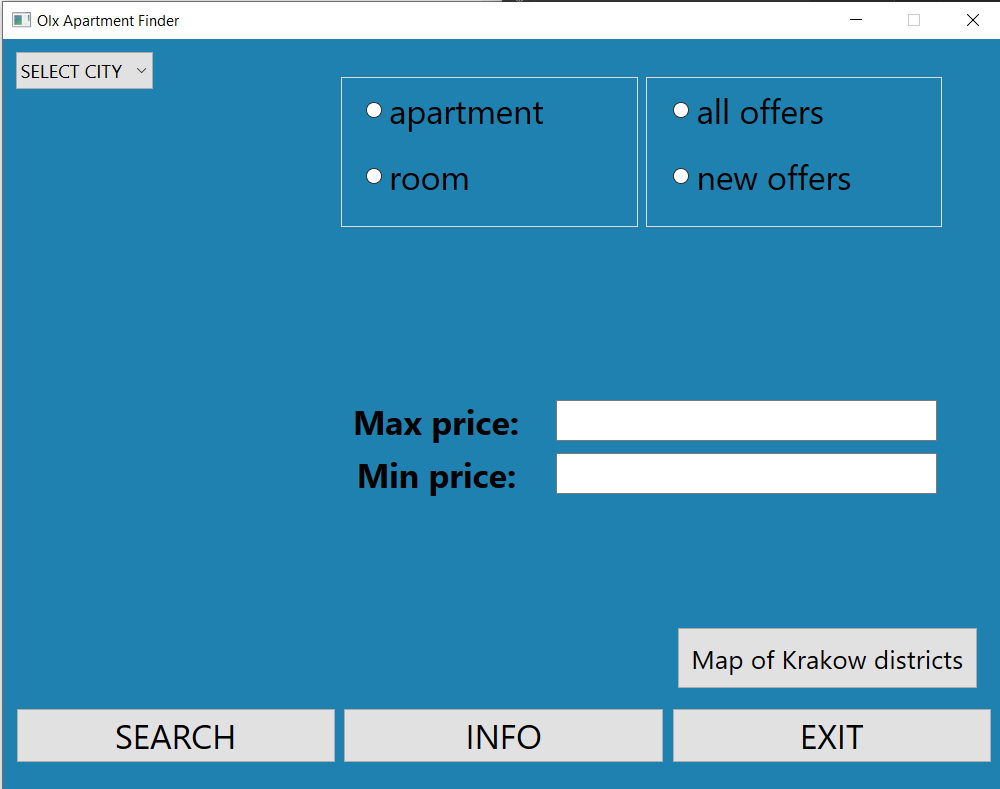 Olx Apartment Finder
SELECT CITY
apartment
all offers
room
new offers
Max price:
Min price:
Map of Krakow districts
SEARCH
INFO
EXIT